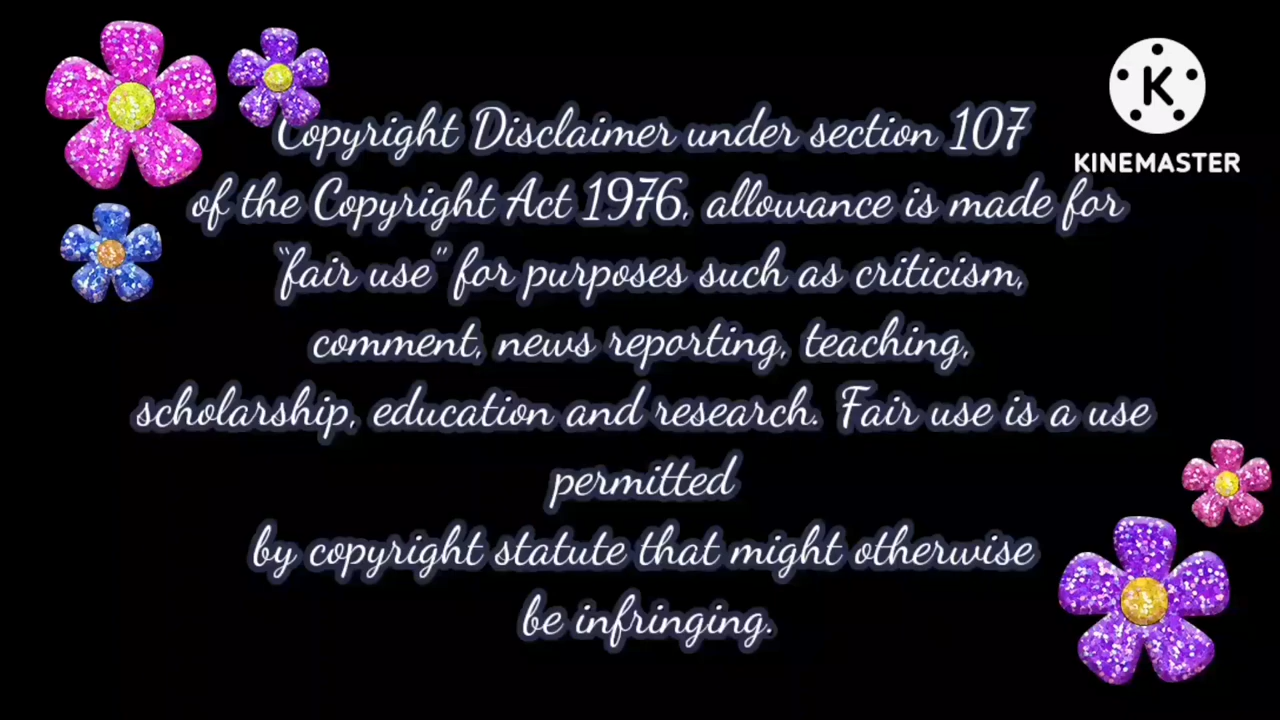 Copyright Disclaimer under section 107
of the Copyright Act 1976, allowance is made for
"fair use" for purposes such as criticism,
comment, news reporting, teaching,
scholarship, education and research. Fair use is a use
permitted
by copyright statute that might otherwise
be infringing.
K
KINEMASTER